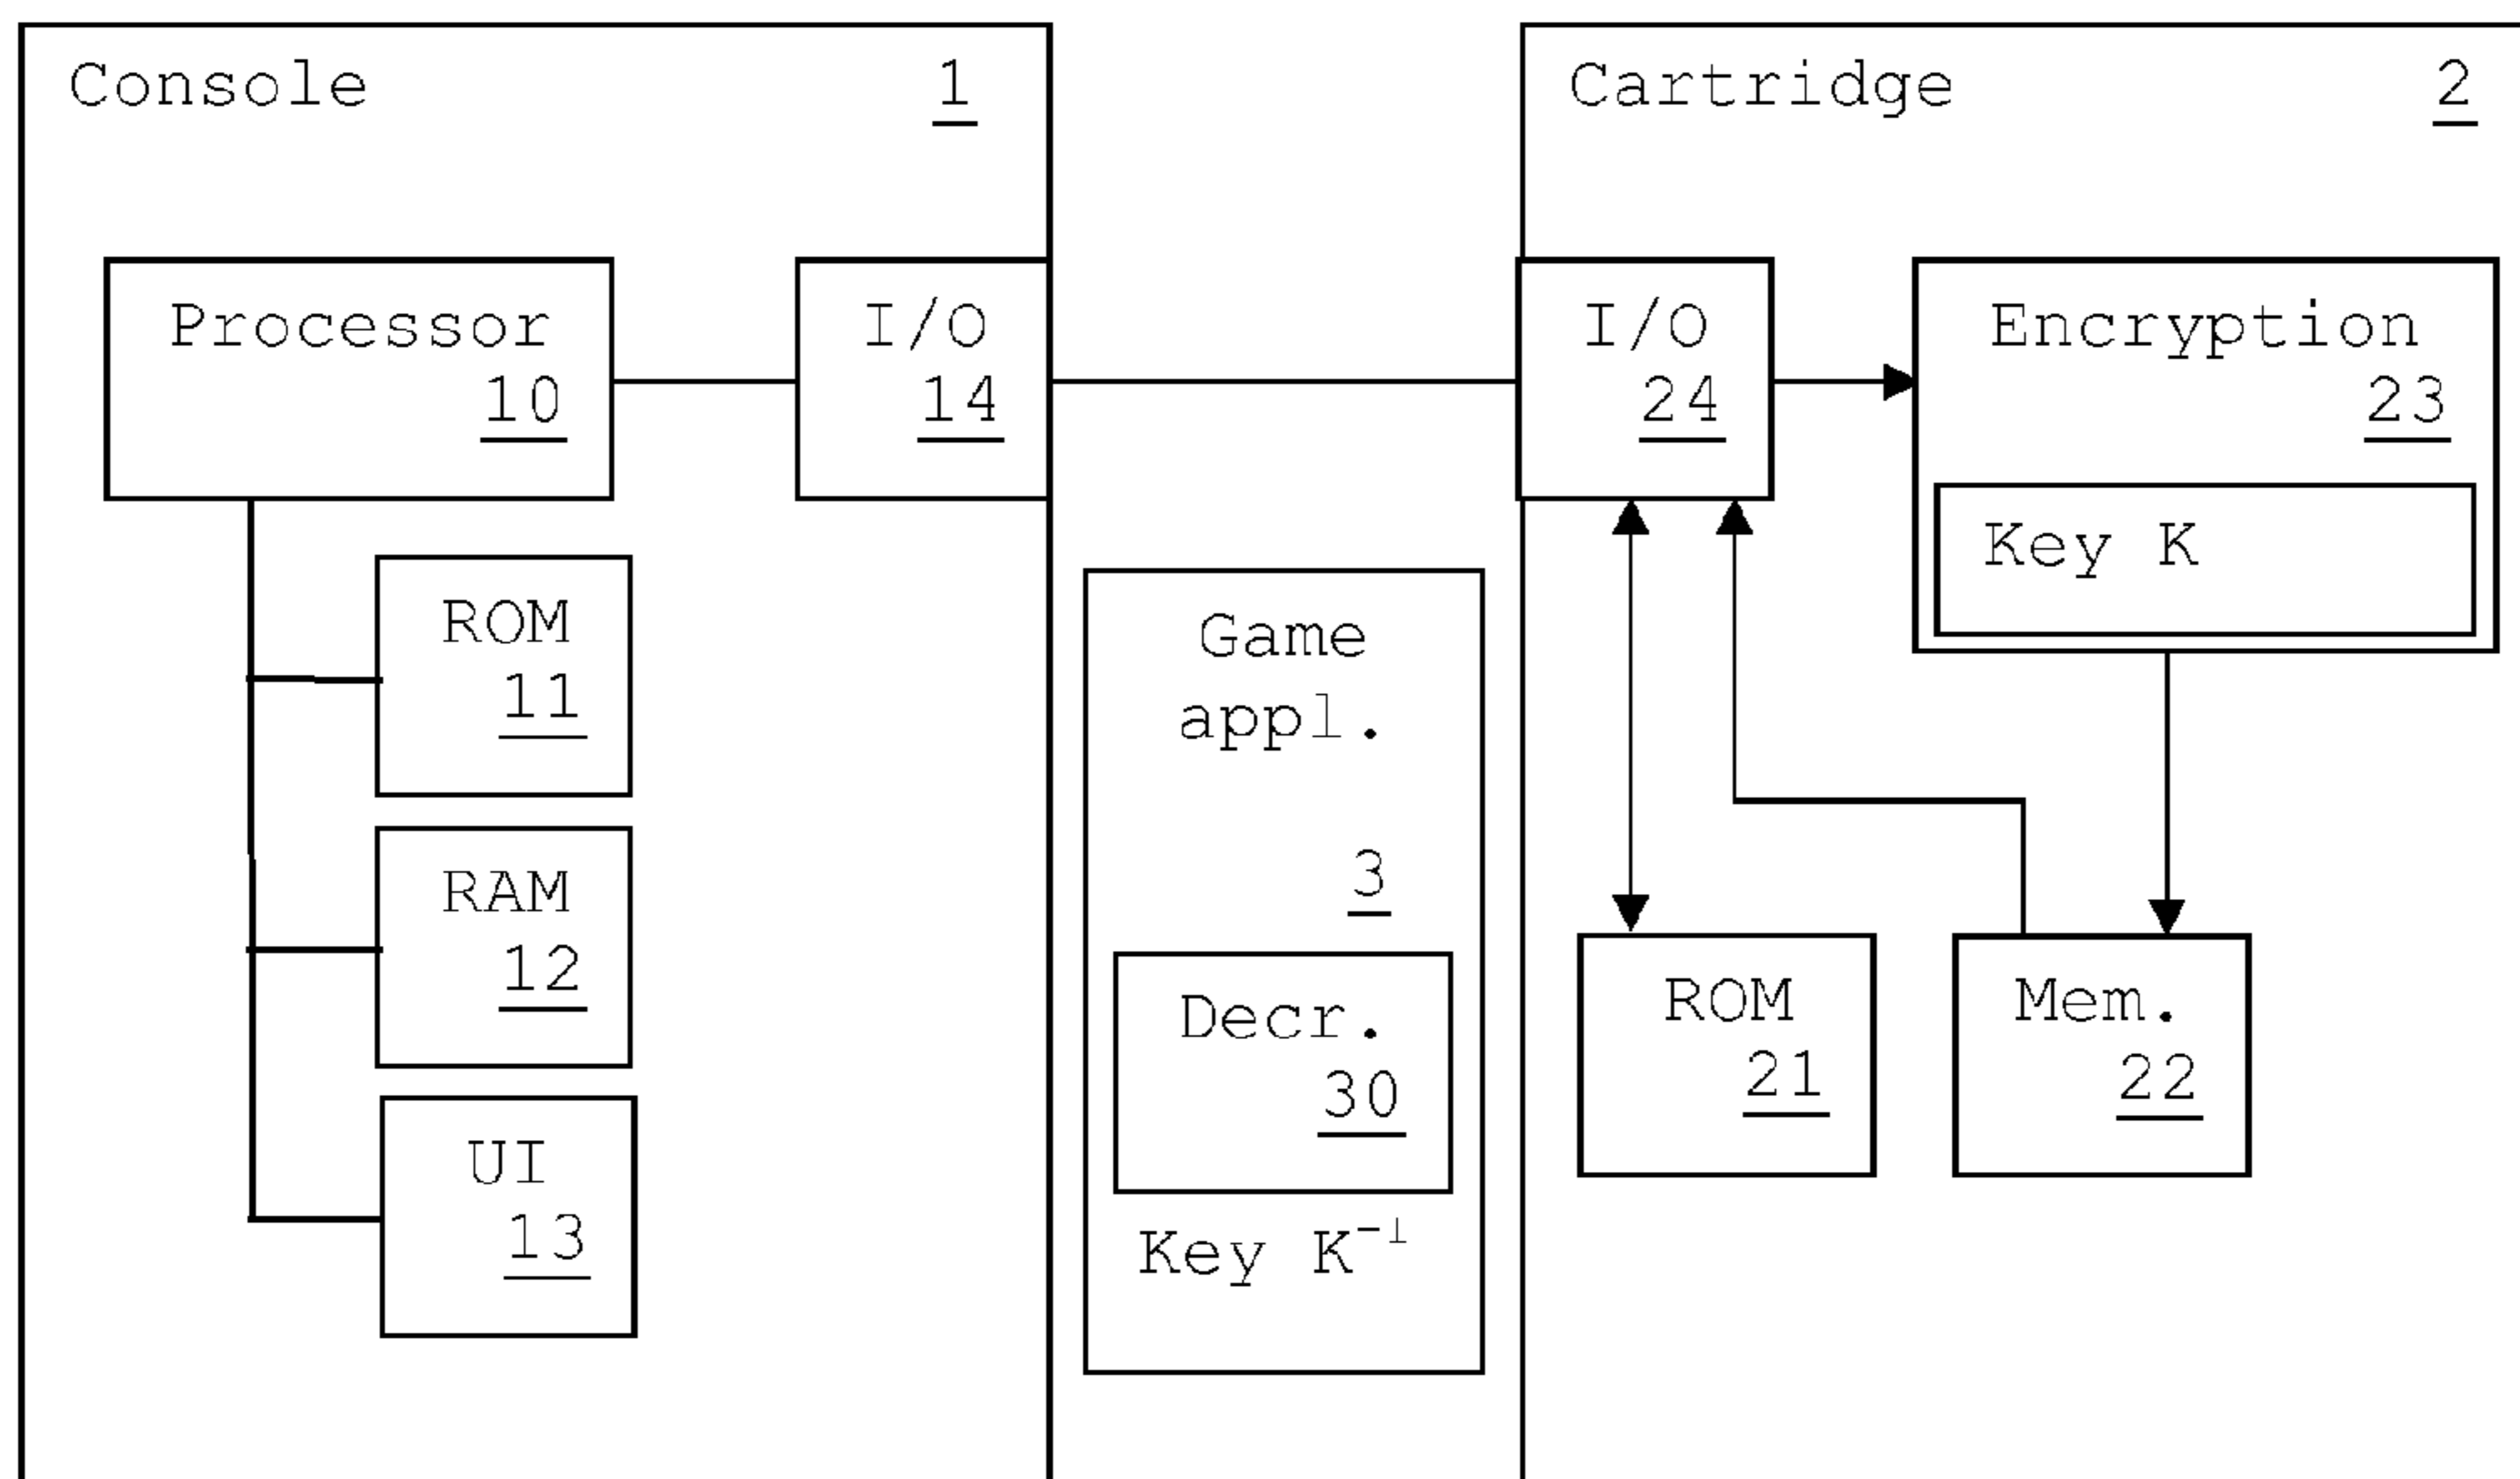 Console 1
Processor
10
I/O
14
ROM
11
RAM
12
UI
13
Game
appl.
3
Decr.
30
Key K⁻¹
Cartridge 2
I/O
24
Encryption
23
Key K
ROM
21
Mem.
22